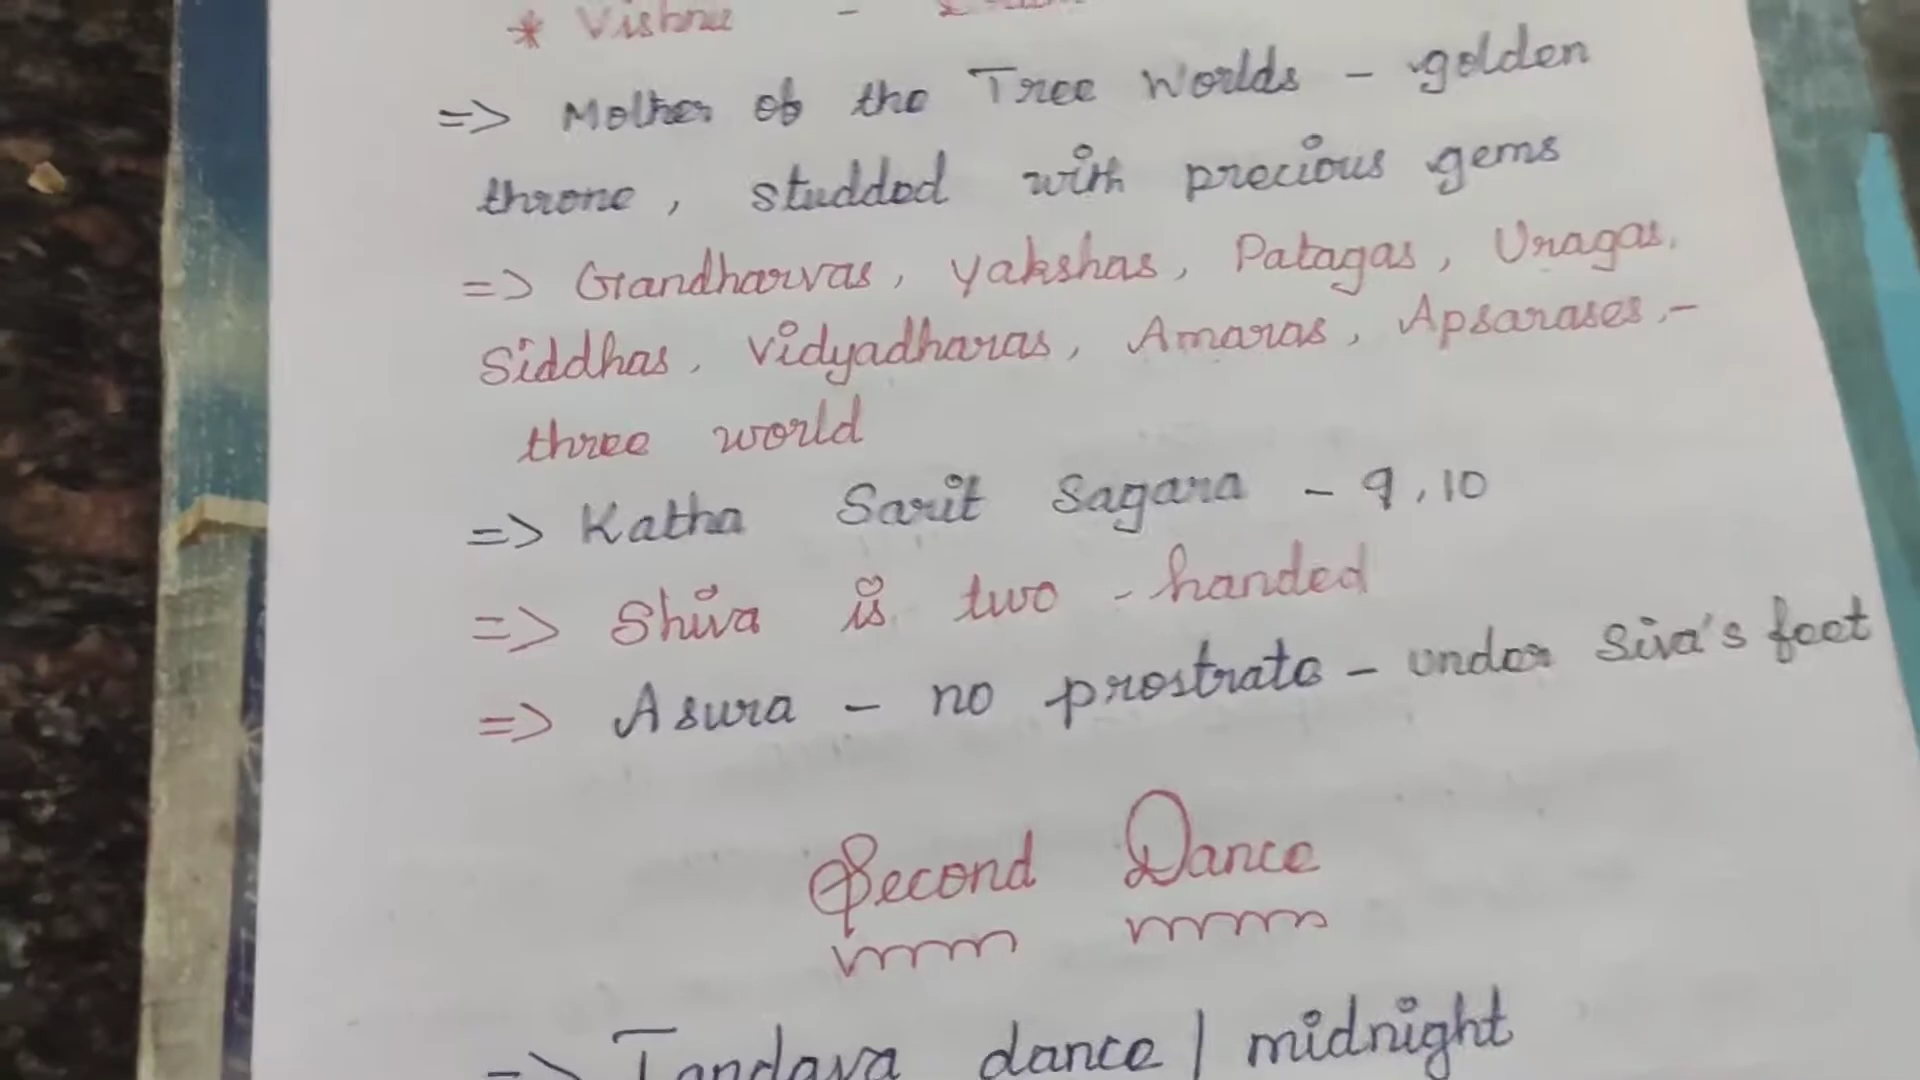 * Vishnu -
=> Mother of the Tree Worlds - golden
throne, studded with precious gems
=> Gandharvas, Yakshas, Patagas, Uragas,
Siddhas, Vidyadharas, Amaras, Apsarases, -
three world
=> Katha Sarit Sagara - 9, 10
=> Shiva is two - handed
=> Asura - no prostrate - under Siva's feet
Second Dance
=> Tandava dance / midnight